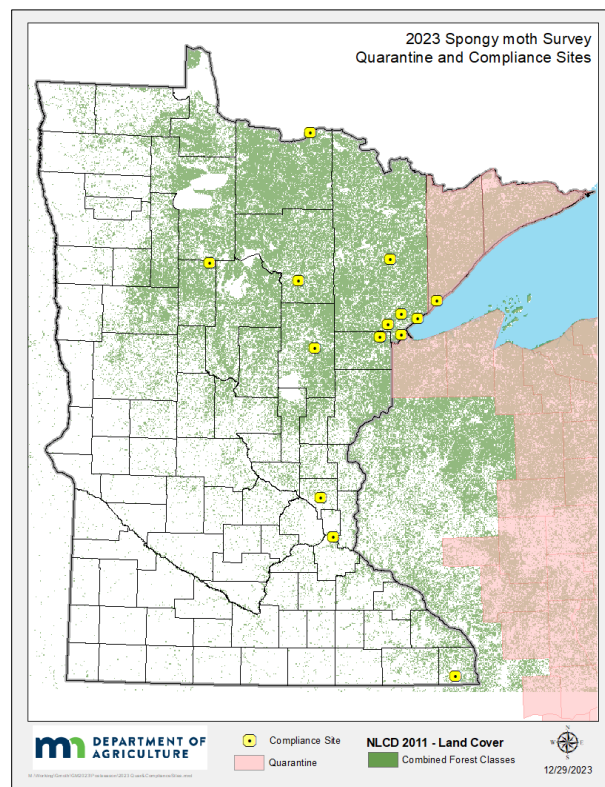 2023 Spongy moth Survey
Quarantine and Compliance Sites
mn DEPARTMENT OF
AGRICULTURE
Compliance Site
Quarantine
NLCD 2011 - Land Cover
Combined Forest Classes
N
W E
S
12/29/2023